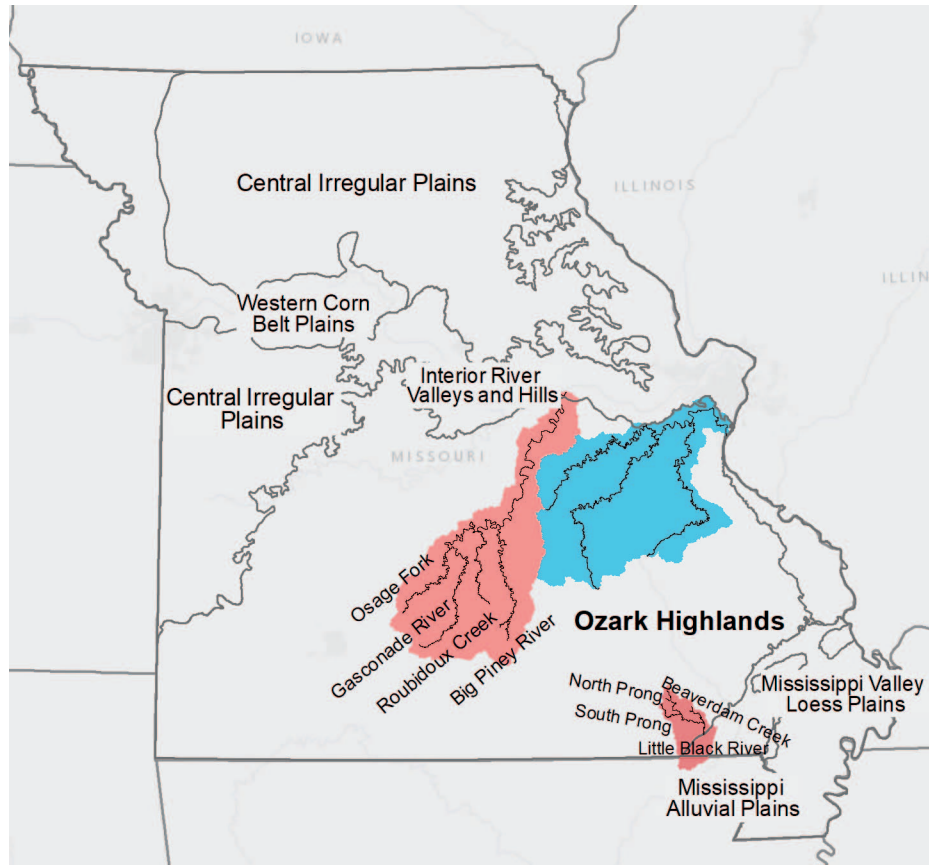 IOWA
Central Irregular Plains
ILLINOIS
ILLIN
Western Corn
Belt Plains
Interior River
Valleys and Hills
Central Irregular
Plains
MISSOURI
Osage Fork
Gasconade River
Roubidoux Creek
Big Piney River
Ozark Highlands
North Prong
Beaverdam Creek
South Prong
Little Black River
Mississippi Valley
Loess Plains
Mississippi
Alluvial Plains